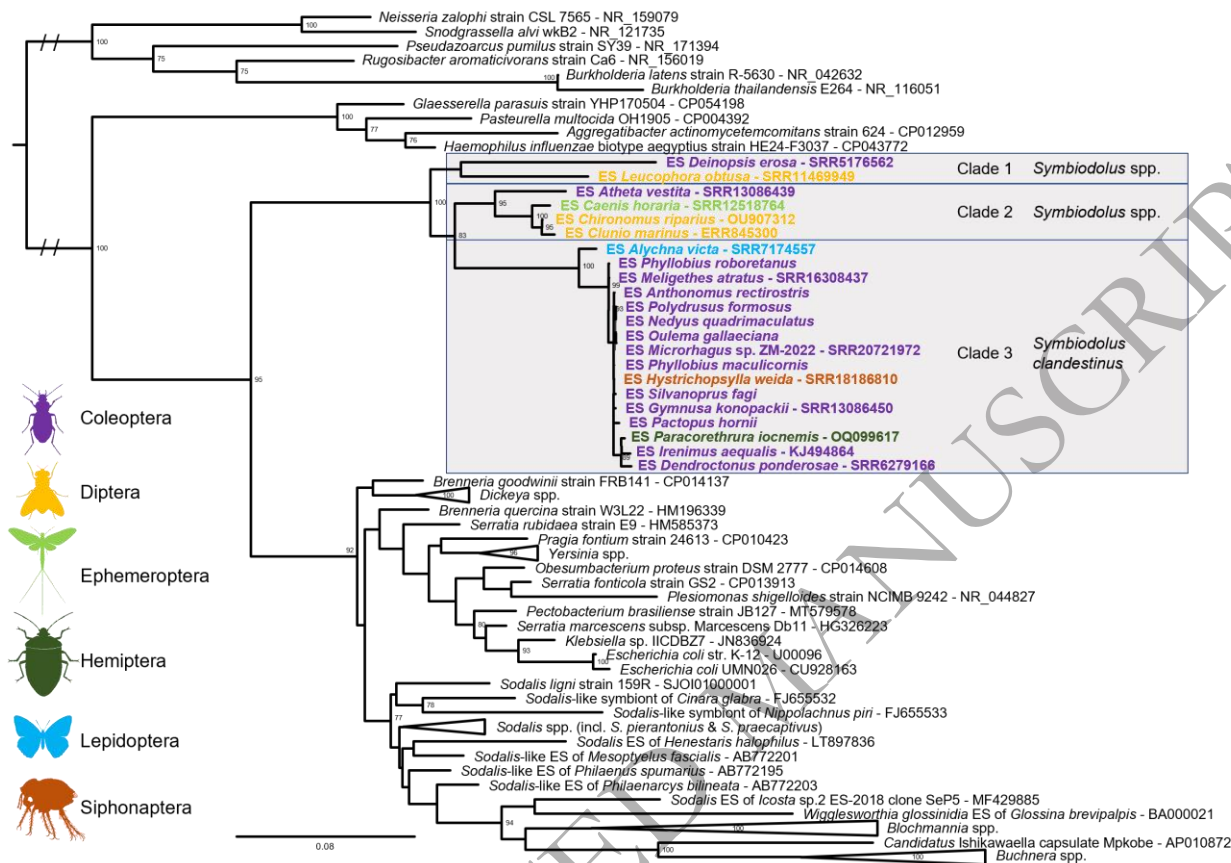 Neisseria zalophi strain CSL 7565 - NR_159079
100
Snodgrassella alvi wkB2 - NR_121735
100
Pseudazoarcus pumilus strain SY39 - NR_171394
75
Rugosibacter aromaticivorans strain Ca6 - NR_156019
75
100
Burkholderia latens strain R-5630 - NR_042632
Burkholderia thailandensis E264 - NR_116051
Glaesserella parasuis strain YHP170504 - CP054198
100
Pasteurella multocida OH1905 - CP004392
77
Aggregatibacter actinomycetemcomitans strain 624 - CP012959
76
Haemophilus influenzae biotype aegyptius strain HE24-F3037 - CP043772
ES Deinopsis erosa - SRR5176562
Clade 1 Symbiodolus spp.
ES Leucophora obtusa - SRR11469949
100
ES Atheta vestita - SRR13086439
95
ES Caenis horaria - SRR12518764
Clade 2 Symbiodolus spp.
100
ES Chironomus riparius - OU907312
95
ES Clunio marinus - ERR845300
83
100
ES Alychna victa - SRR7174557
100
ES Phyllobius roboretanus
ES Meligethes atratus - SRR16308437
99
ES Anthonomus rectirostris
ES Polydrusus formosus
ES Nedyus quadrimaculatus
ES Oulema gallaeciana
ES Microrhagus sp. ZM-2022 - SRR20721972
Clade 3 Symbiodolus
clandestinus
ES Phyllobius maculicornis
ES Hystrichopsylla weida - SRR18186810
95
ES Silvanoprus fagi
ES Gymnusa konopackii - SRR13086450
ES Pactopus hornii
ES Paracorethrura iocnemis - OQ099617
ES Irenimus aequalis - KJ494864
ES Dendroctonus ponderosae - SRR6279166
Coleoptera
Diptera
Ephemeroptera
Hemiptera
Lepidoptera
Siphonaptera
Brenneria goodwinii strain FRB141 - CP014137
100
Dickeya spp.
Brenneria quercina strain W3L22 - HM196339
Serratia rubidaea strain E9 - HM585373
Pragia fontium strain 24613 - CP010423
92
96
Yersinia spp.
Obesumbacterium proteus strain DSM 2777 - CP014608
Serratia fonticola strain GS2 - CP013913
Plesiomonas shigelloides strain NCIMB 9242 - NR_044827
Pectobacterium brasiliense strain JB127 - MT579578
80
Serratia marcescens subsp. Marcescens Db11 - HG326223
93
Klebsiella sp. IICDBZ7 - JN836924
100
Escherichia coli str. K-12 - U00096
Escherichia coli UMN026 - CU928163
Sodalis ligni strain 159R - SJOI01000001
78
Sodalis-like symbiont of Cinara glabra - FJ655532
Sodalis-like symbiont of Nippolachnus piri - FJ655533
77
Sodalis spp. (incl. S. pierantonius & S. praecaptivus)
Sodalis ES of Henestaris halophilus - LT897836
Sodalis-like ES of Mesoptyelus fascialis - AB772201
Sodalis-like ES of Philaenus spumarius - AB772195
Sodalis-like ES of Philaenarcys bilineata - AB772203
Sodalis ES of Icosta sp.2 ES-2018 clone SeP5 - MF429885
94
Wigglesworthia glossinidia ES of Glossina brevipalpis - BA000021
100
Blochmannia spp.
Candidatus Ishikawaella capsulate Mpkobe - AP010872
100
100
Buchnera spp.
0.08